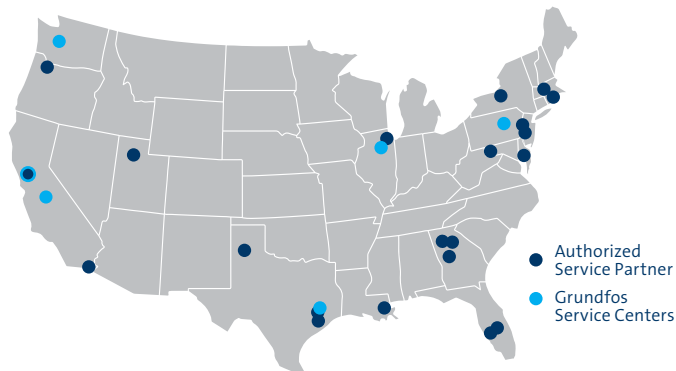 Authorized
Service Partner
Grundfos
Service Centers